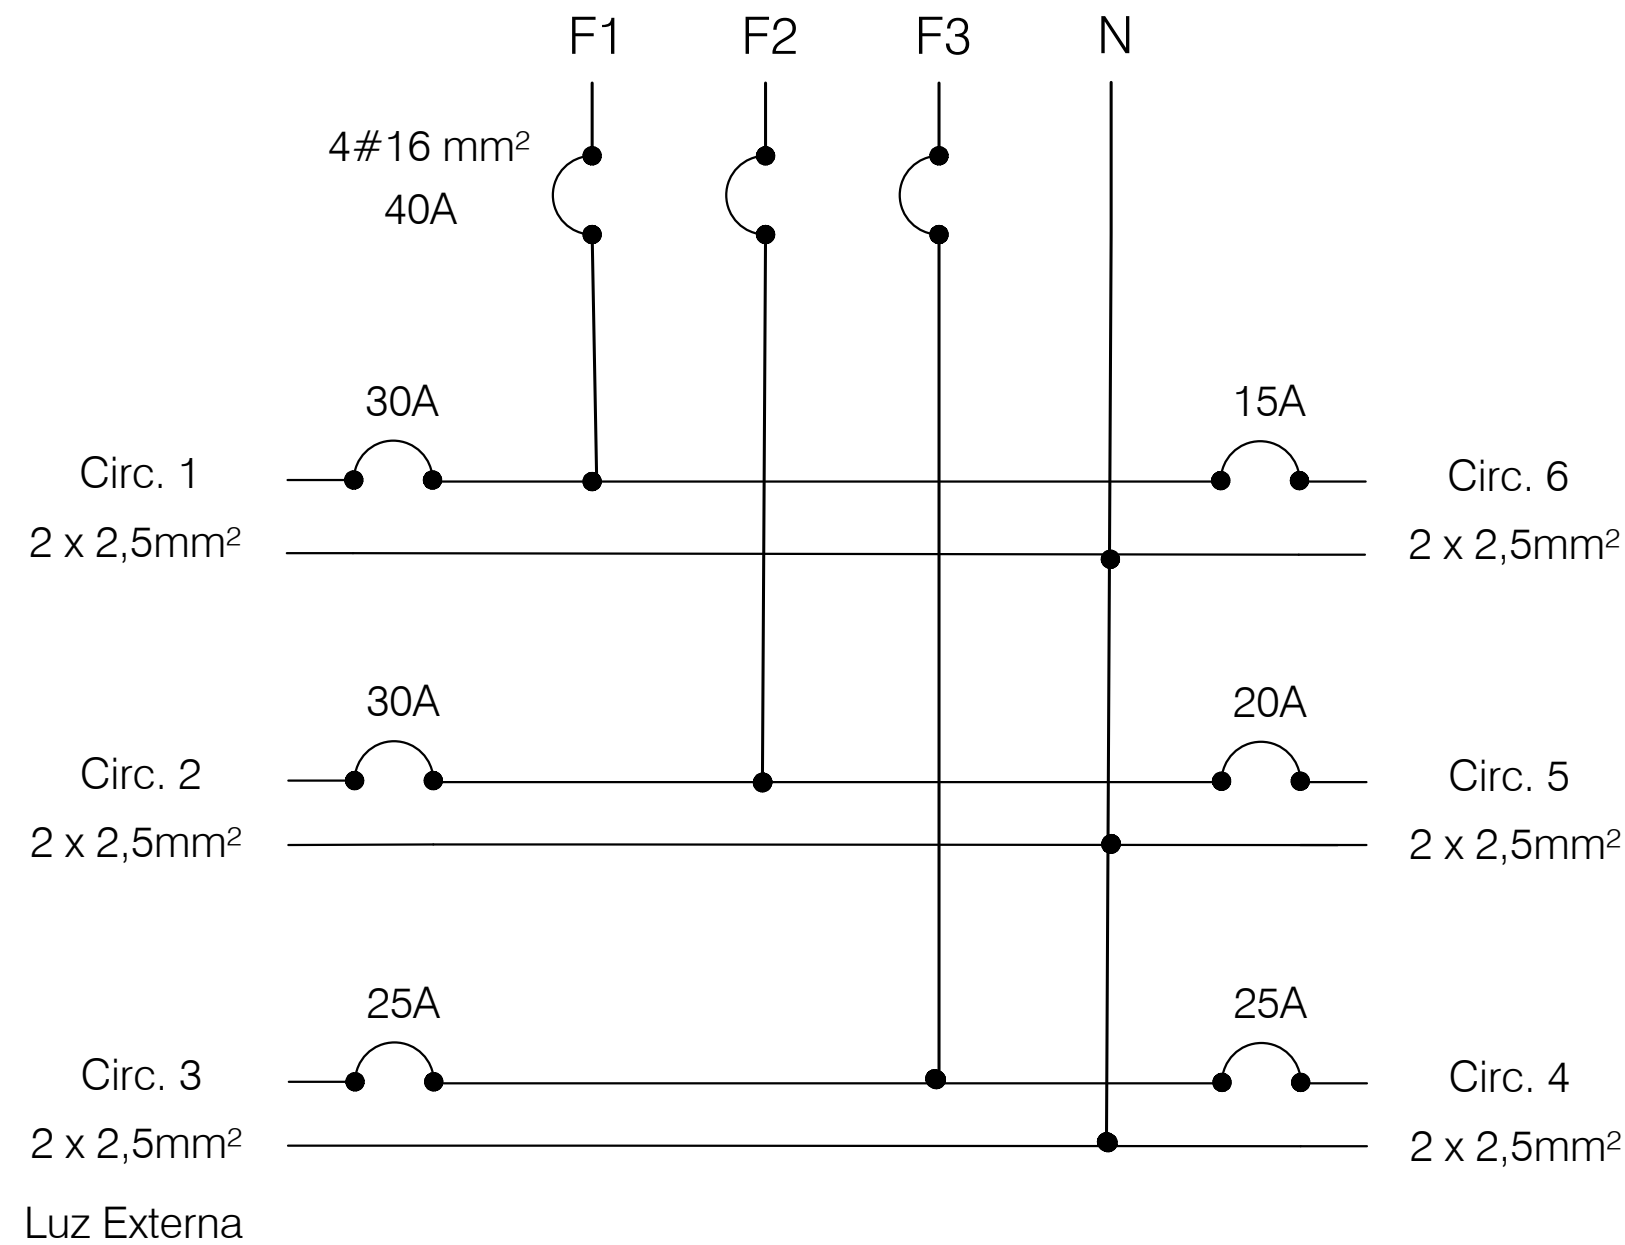 F1 F2 F3 N
4#16 mm²
40A
30A 15A
Circ. 1 Circ. 6
2 x 2,5mm² 2 x 2,5mm²
30A 20A
Circ. 2 Circ. 5
2 x 2,5mm² 2 x 2,5mm²
25A 25A
Circ. 3 Circ. 4
2 x 2,5mm² 2 x 2,5mm²
Luz Externa